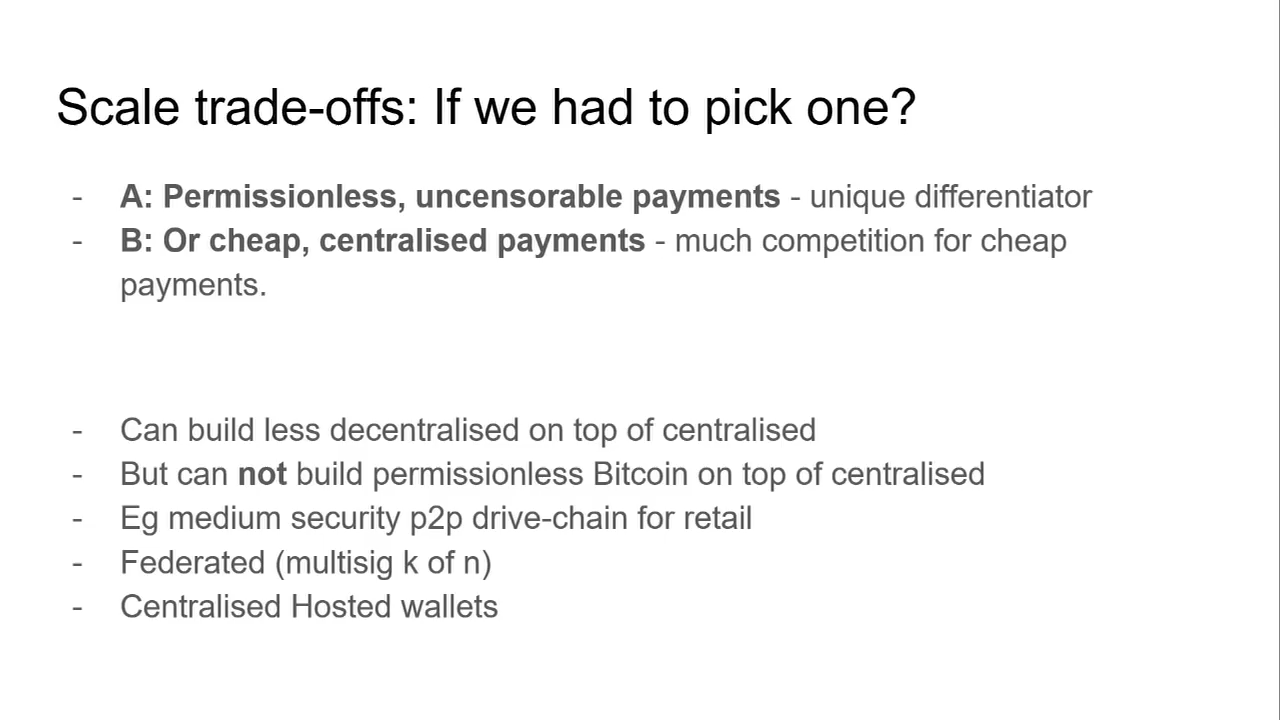 Scale trade-offs: If we had to pick one?
- A: Permissionless, uncensorable payments - unique differentiator
- B: Or cheap, centralised payments - much competition for cheap
payments.
- Can build less decentralised on top of centralised
- But can not build permissionless Bitcoin on top of centralised
- Eg medium security p2p drive-chain for retail
- Federated (multisig k of n)
- Centralised Hosted wallets